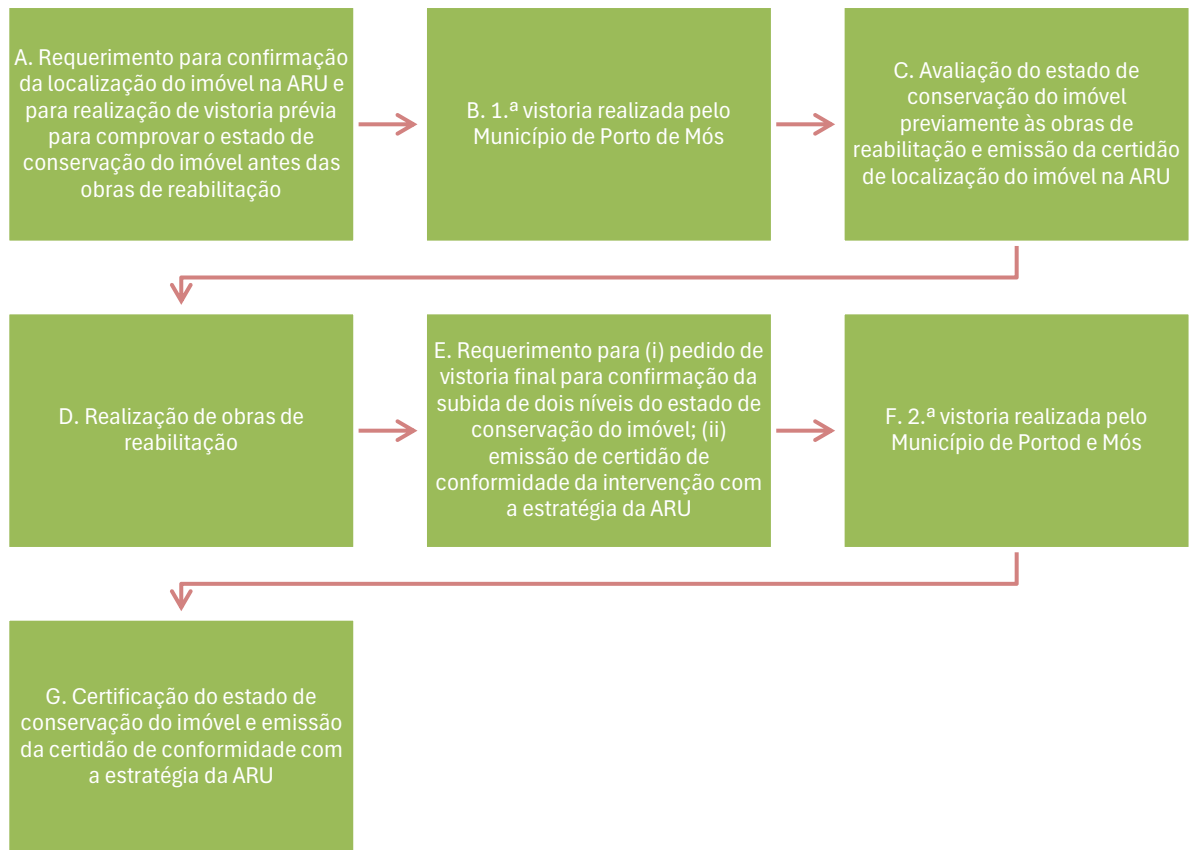 A. Requerimento para confirmação
da localização do imóvel na ARU e
para realização de vistoria prévia
para comprovar o estado de
conservação do imóvel antes das
obras de reabilitação
B. 1.ª vistoria realizada pelo
Município de Porto de Mós
C. Avaliação do estado de
conservação do imóvel
previamente às obras de
reabilitação e emissão da certidão
de localização do imóvel na ARU
D. Realização de obras de
reabilitação
E. Requerimento para (i) pedido de
vistoria final para confirmação da
subida de dois níveis do estado de
conservação do imóvel; (ii)
emissão de certidão de
conformidade da intervenção com
a estratégia da ARU
F. 2.ª vistoria realizada pelo
Município de Portod e Mós
G. Certificação do estado de
conservação do imóvel e emissão
da certidão de conformidade com
a estratégia da ARU